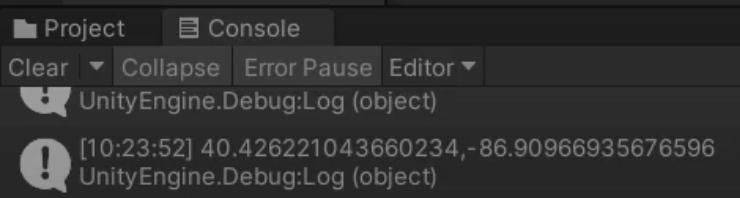 Project
Console
Clear
Collapse
Error Pause
Editor
UnityEngine.Debug:Log (object)
[10:23:52] 40.426221043660234,-86.90966935676596
UnityEngine.Debug:Log (object)